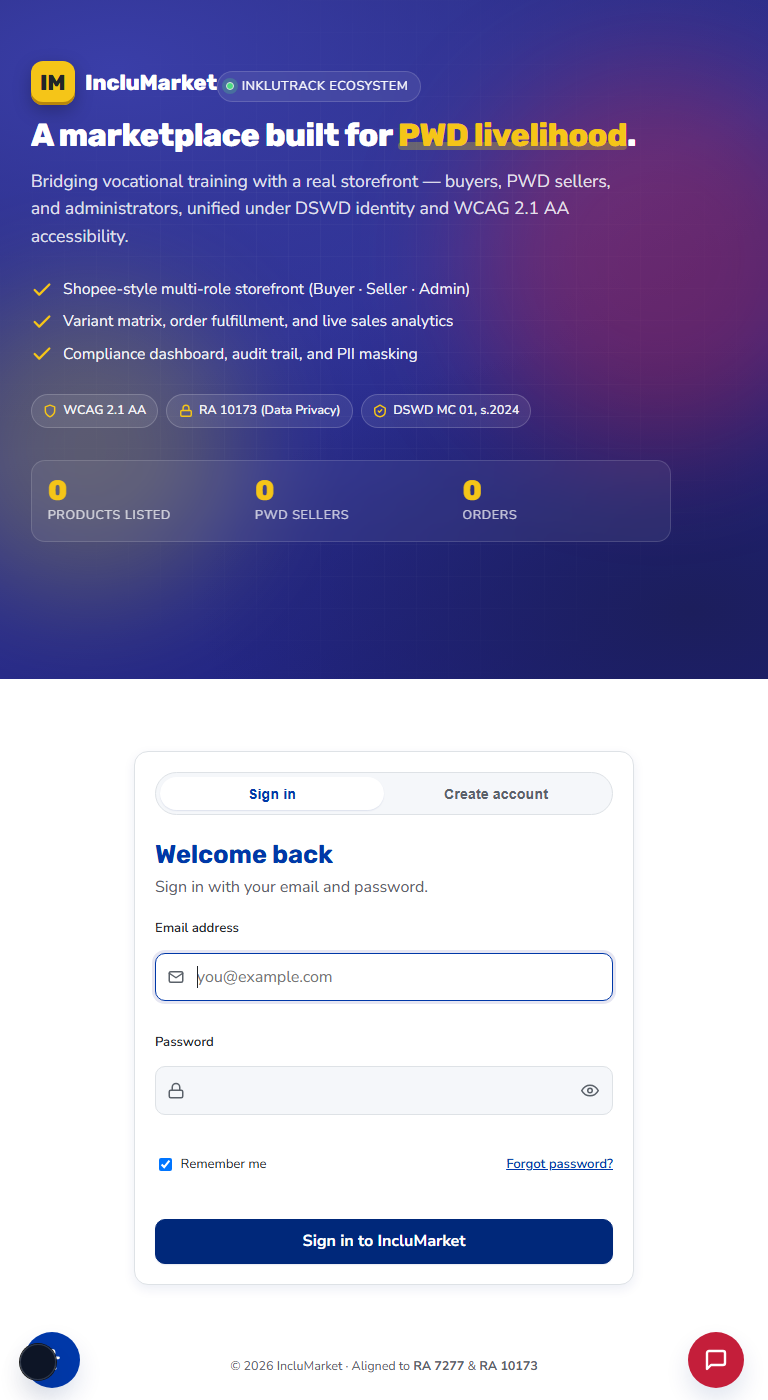 IM IncluMarket INKLUTRACK ECOSYSTEM
A marketplace built for PWD livelihood.
Bridging vocational training with a real storefront — buyers, PWD sellers,
and administrators, unified under DSWD identity and WCAG 2.1 AA
accessibility.
Shopee-style multi-role storefront (Buyer · Seller · Admin)
Variant matrix, order fulfillment, and live sales analytics
Compliance dashboard, audit trail, and PII masking
WCAG 2.1 AA RA 10173 (Data Privacy) DSWD MC 01, s.2024
0 0 0
PRODUCTS LISTED PWD SELLERS ORDERS
Sign in Create account
Welcome back
Sign in with your email and password.
Email address
you@example.com
Password
Remember me Forgot password?
Sign in to IncluMarket
© 2026 IncluMarket · Aligned to RA 7277 & RA 10173